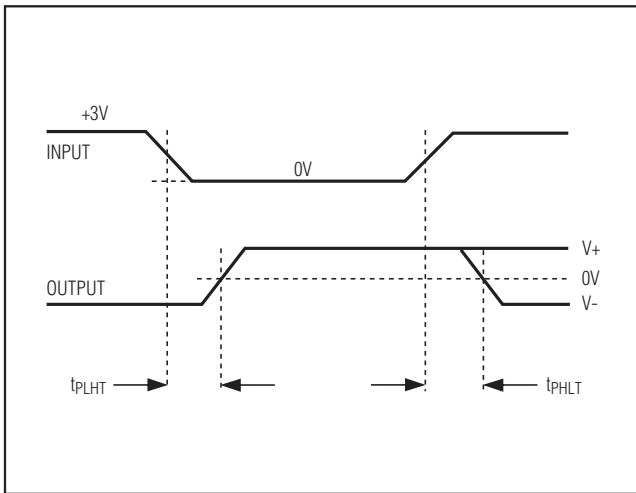 +3V
INPUT
0V
V+
0V
OUTPUT
V-
tPLHT
tPHLT